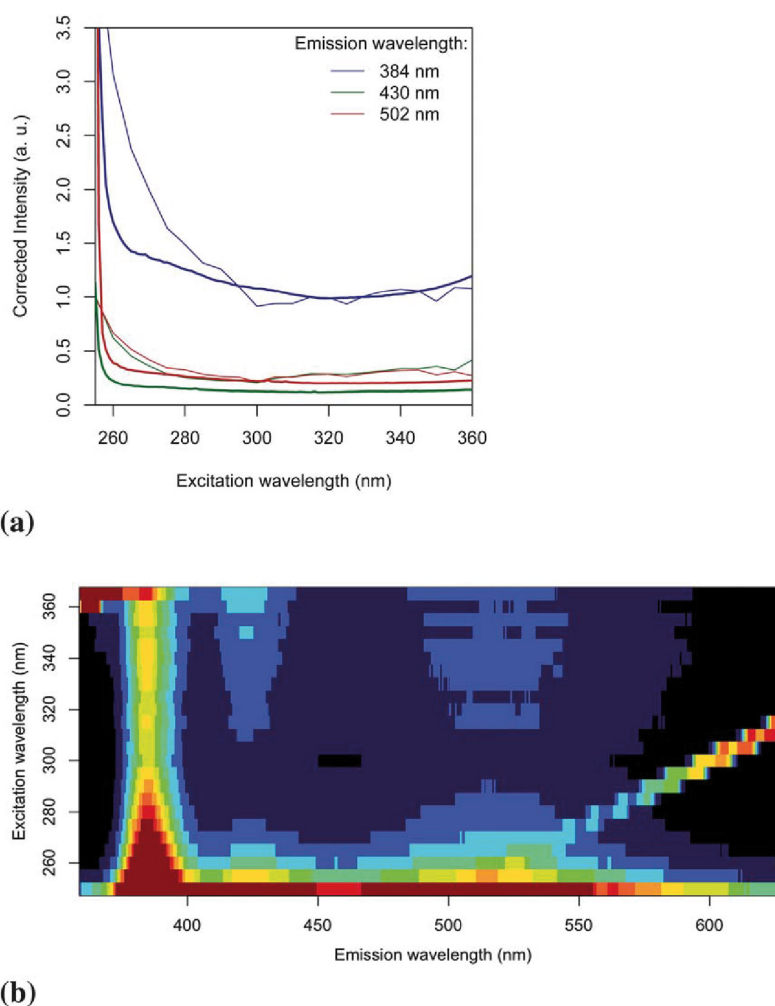 3.5
3.0
2.5
2.0
1.5
1.0
0.5
0.0
Corrected Intensity (a. u.)
Emission wavelength:
384 nm
430 nm
502 nm
260 280 300 320 340 360
Excitation wavelength (nm)
(a)
360
340
320
300
280
260
Excitation wavelength (nm)
400 450 500 550 600
Emission wavelength (nm)
(b)